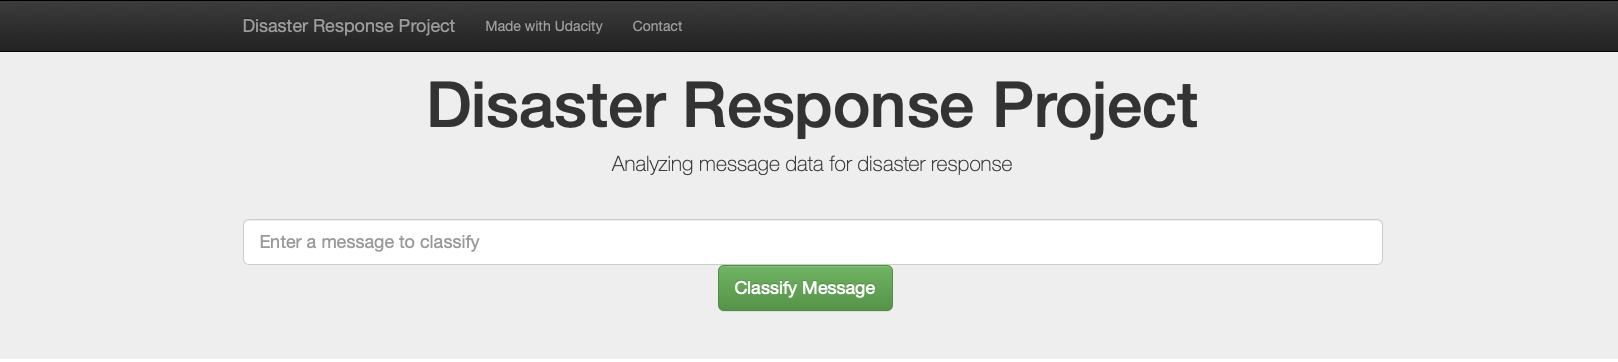 Disaster Response Project Made with Udacity Contact
Disaster Response Project
Analyzing message data for disaster response
Enter a message to classify
Classify Message